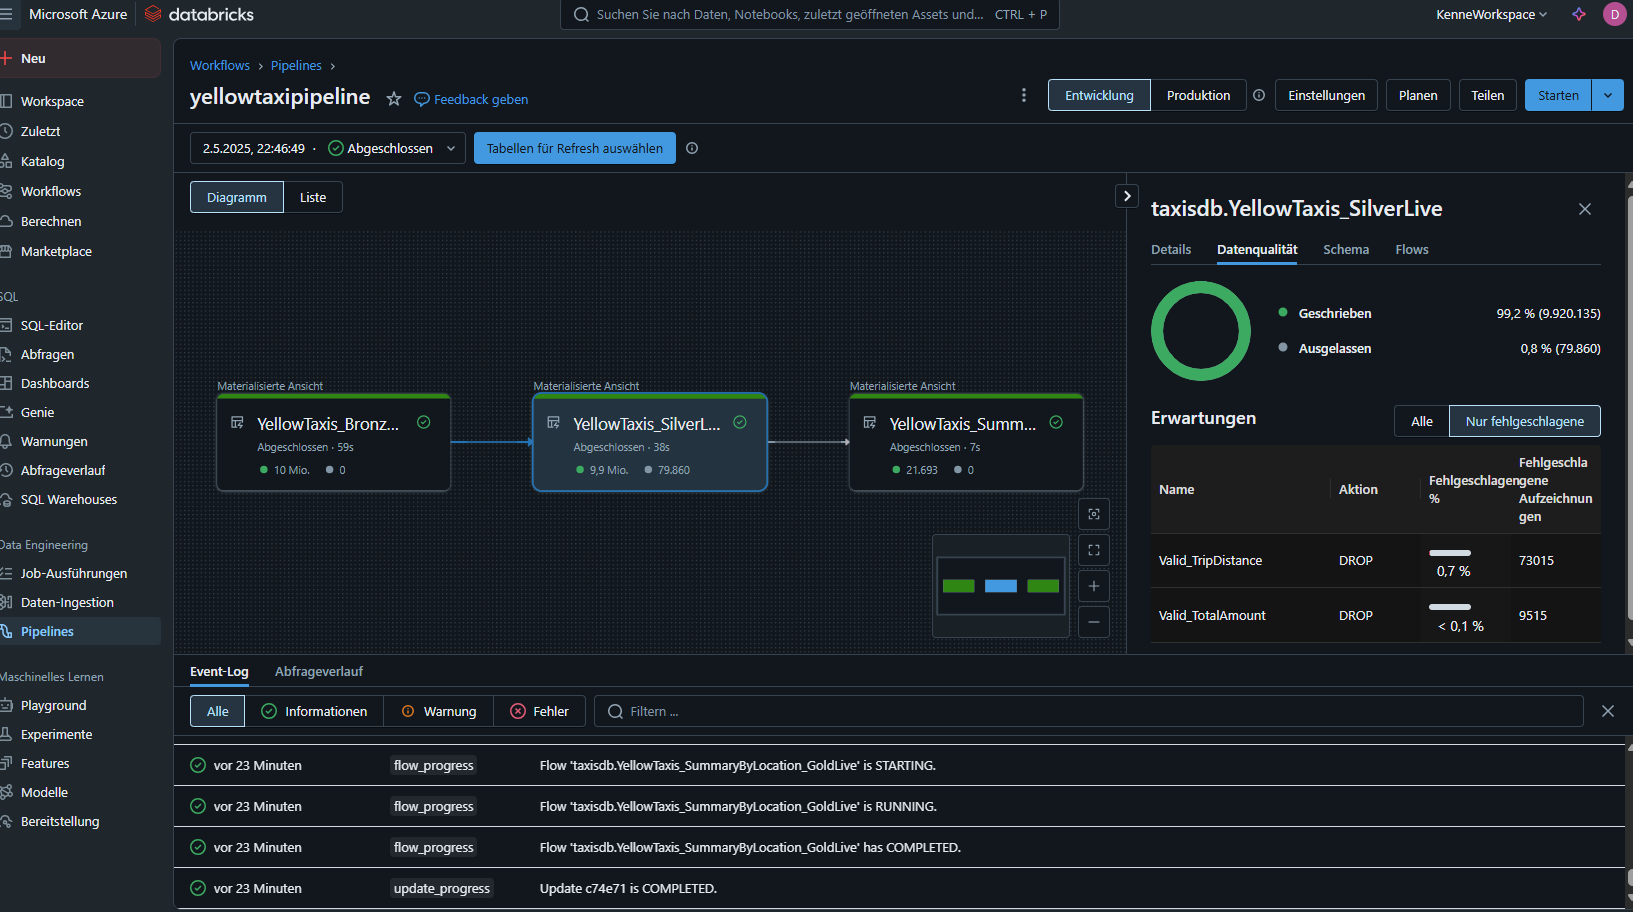 Microsoft Azure
databricks
Suchen Sie nach Daten, Notebooks, zuletzt geöffneten Assets und... CTRL + P
KenneWorkspace
D
Neu
Workspace
Zuletzt
Katalog
Workflows
Berechnen
Marketplace
SQL
SQL-Editor
Abfragen
Dashboards
Genie
Warnungen
Abfrageverlauf
SQL Warehouses
Data Engineering
Job-Ausführungen
Daten-Ingestion
Pipelines
Maschinelles Lernen
Playground
Experimente
Features
Modelle
Bereitstellung
Workflows > Pipelines >
yellowtaxipipeline
Feedback geben
Entwicklung
Produktion
Einstellungen
Planen
Teilen
Starten
2.5.2025, 22:46:49 · Abgeschlossen
Tabellen für Refresh auswählen
Diagramm
Liste
Materialisierte Ansicht
YellowTaxis_Bronz...
Abgeschlossen · 59s
10 Mio. 0
Materialisierte Ansicht
YellowTaxis_SilverL...
Abgeschlossen · 38s
9,9 Mio. 79.860
Materialisierte Ansicht
YellowTaxis_Summ...
Abgeschlossen · 7s
21.693 0
taxisdb.YellowTaxis_SilverLive
Details
Datenqualität
Schema
Flows
Geschrieben 99,2 % (9.920.135)
Ausgelassen 0,8 % (79.860)
Erwartungen
Alle
Nur fehlgeschlagene
Name
Aktion
Fehlgeschlagen
%
Fehlgeschla
gene
Aufzeichnun
gen
Valid_TripDistance DROP 0,7 % 73015
Valid_TotalAmount DROP < 0,1 % 9515
Event-Log
Abfrageverlauf
Alle
Informationen
Warnung
Fehler
Filtern ...
vor 23 Minuten flow_progress Flow 'taxisdb.YellowTaxis_SummaryByLocation_GoldLive' is STARTING.
vor 23 Minuten flow_progress Flow 'taxisdb.YellowTaxis_SummaryByLocation_GoldLive' is RUNNING.
vor 23 Minuten flow_progress Flow 'taxisdb.YellowTaxis_SummaryByLocation_GoldLive' has COMPLETED.
vor 23 Minuten update_progress Update c74e71 is COMPLETED.